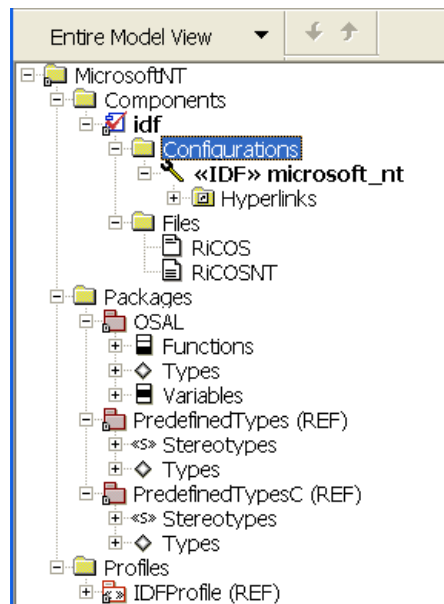 Entire Model View
MicrosoftNT
Components
idf
Configurations
«IDF» microsoft_nt
Hyperlinks
Files
RiCOS
RiCOSNT
Packages
OSAL
Functions
Types
Variables
PredefinedTypes (REF)
«S» Stereotypes
Types
PredefinedTypesC (REF)
«S» Stereotypes
Types
Profiles
IDFProfile (REF)